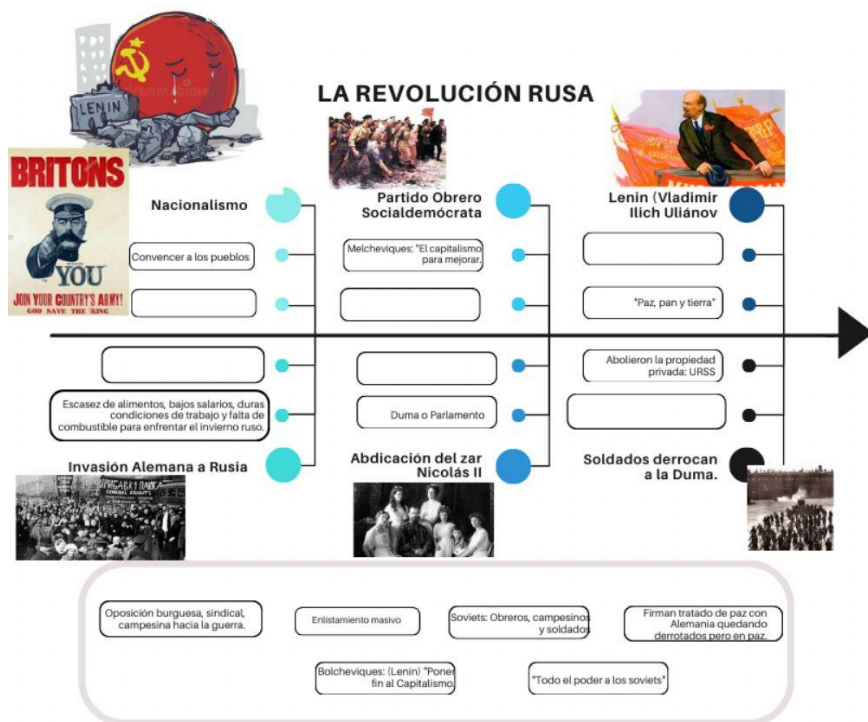 LENIN
LA REVOLUCIÓN RUSA
BRITONS
YOU
JOIN YOUR COUNTRY'S ARMY!
GOD SAVE THE KING
Nacionalismo
Convencer a los pueblos
Partido Obrero
Socialdemócrata
Melcheviques: "El capitalismo
para mejorar.
Lenin (Vladimir
Ilich Uliánov
"Paz, pan y tierra"
Escasez de alimentos, bajos salarios, duras
condiciones de trabajo y falta de
combustible para enfrentar el invierno ruso.
Invasión Alemana a Rusia
Duma o Parlamento
Abdicación del zar
Nicolás II
Abolieron la propiedad
privada: URSS
Soldados derrocan
a la Duma.
Oposición burguesa, sindical,
campesina hacia la guerra.
Enlistamiento masivo
Soviets: Obreros, campesinos
y soldados
Firman tratado de paz con
Alemania quedando
derrotados pero en paz.
Bolcheviques: (Lenin) "Poner
fin al Capitalismo.
"Todo el poder a los soviets"